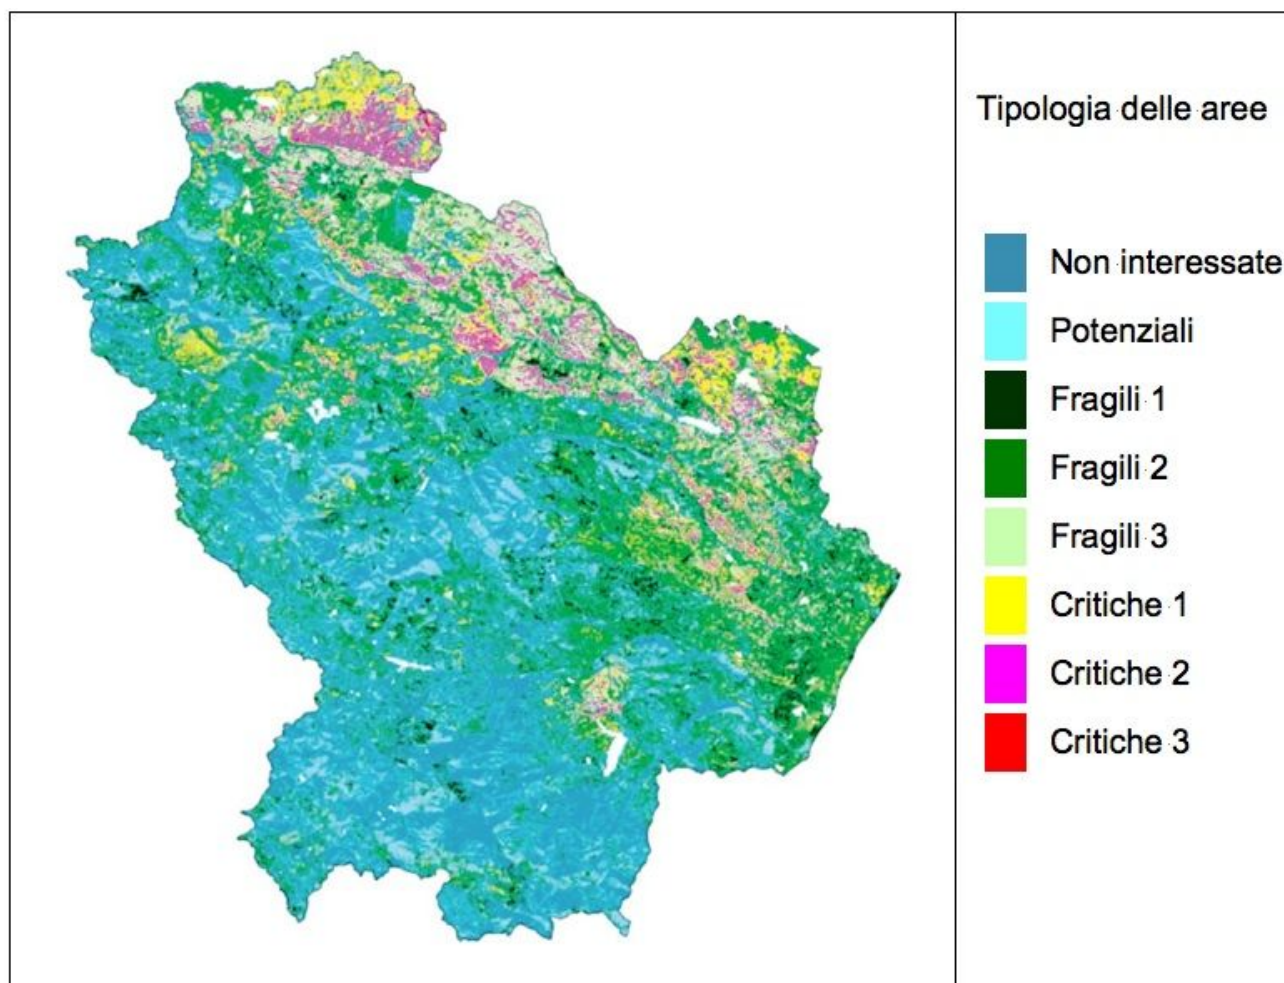 Tipologia delle aree
Non interessate
Potenziali
Fragili 1
Fragili 2
Fragili 3
Critiche 1
Critiche 2
Critiche 3